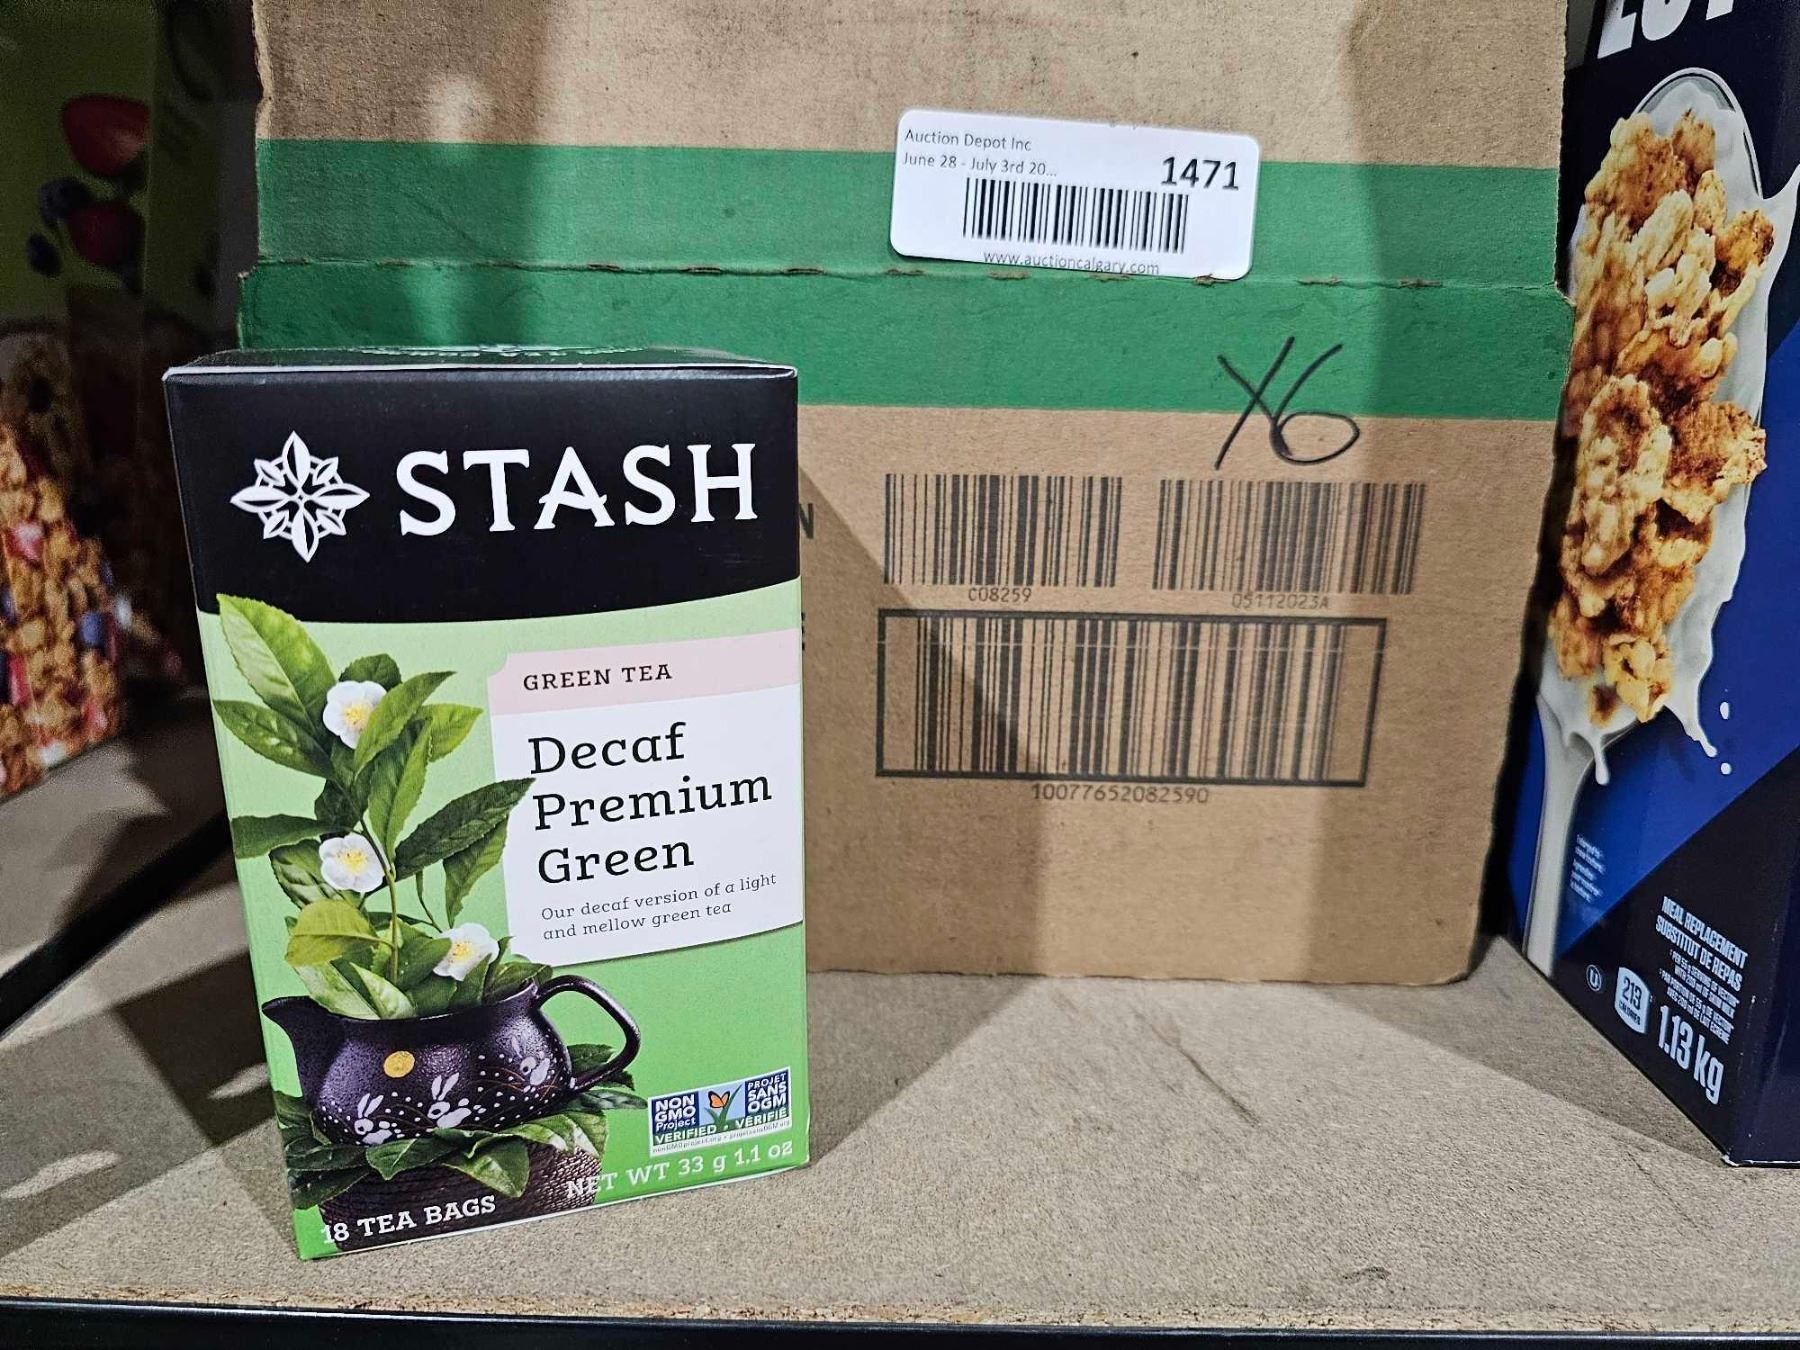 Auction Depot Inc
June 28 - July 3rd 20...
1471
www.auctioncalgary.com
X6
C08259
05112023A
10077652082590
STASH
GREEN TEA
Decaf
Premium
Green
Our decaf version of a light
and mellow green tea
NON
GMO
Project
VERIFIED
PROJET
SANS
OGM
VÉRIFIÉ
NET WT 33 g 1.1 oz
18 TEA BAGS
MEAL REPLACEMENT
SUBSTITUT DE REPAS
213
1.13 kg